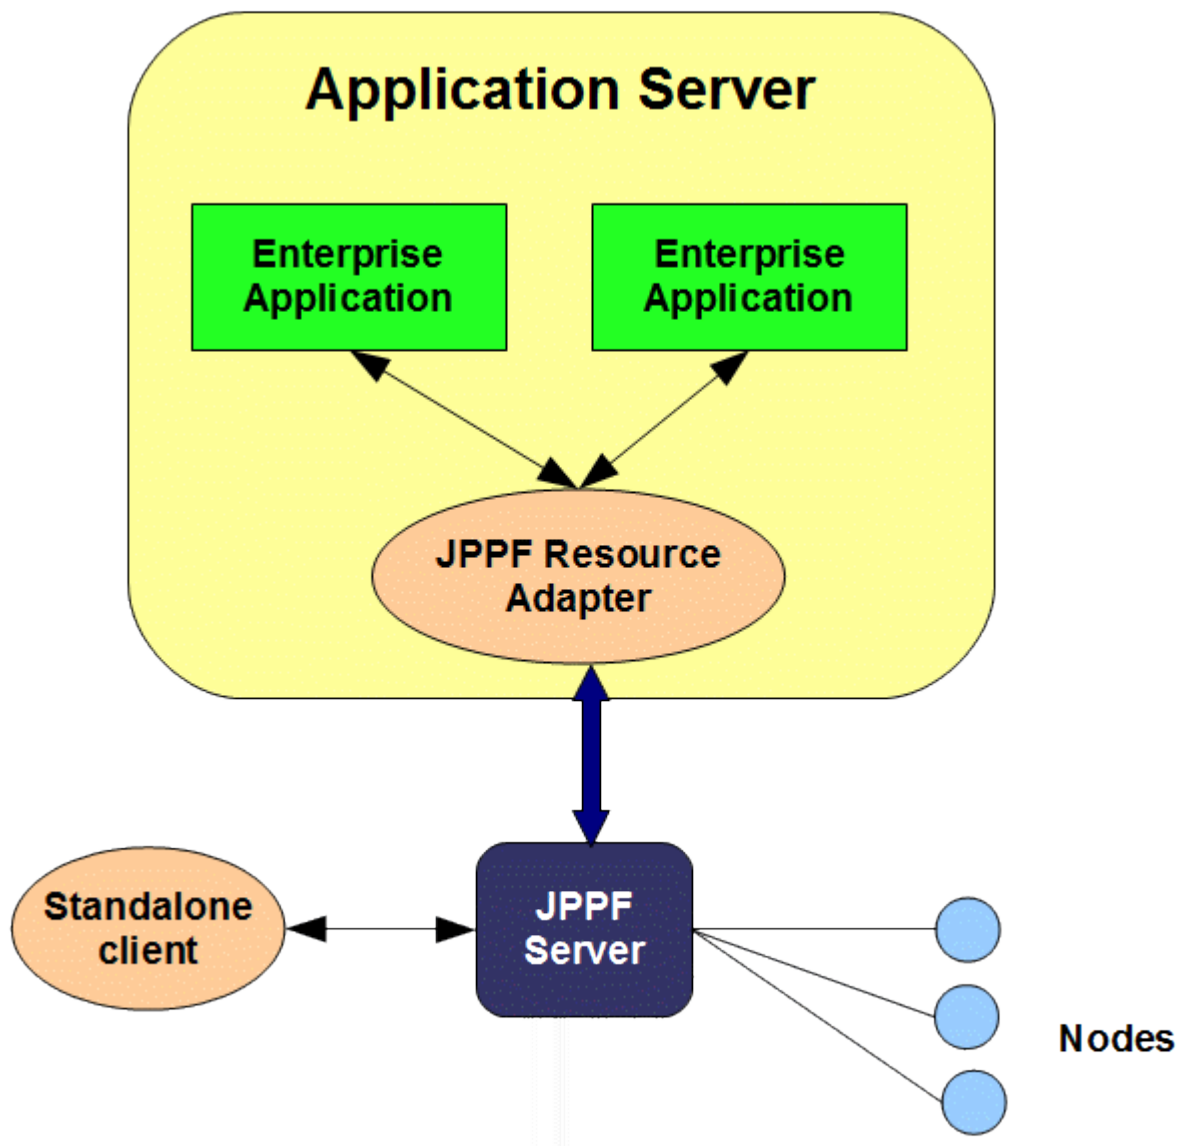 Application Server
Enterprise
Application
Enterprise
Application
JPPF Resource
Adapter
Standalone
client
JPPF
Server
Nodes